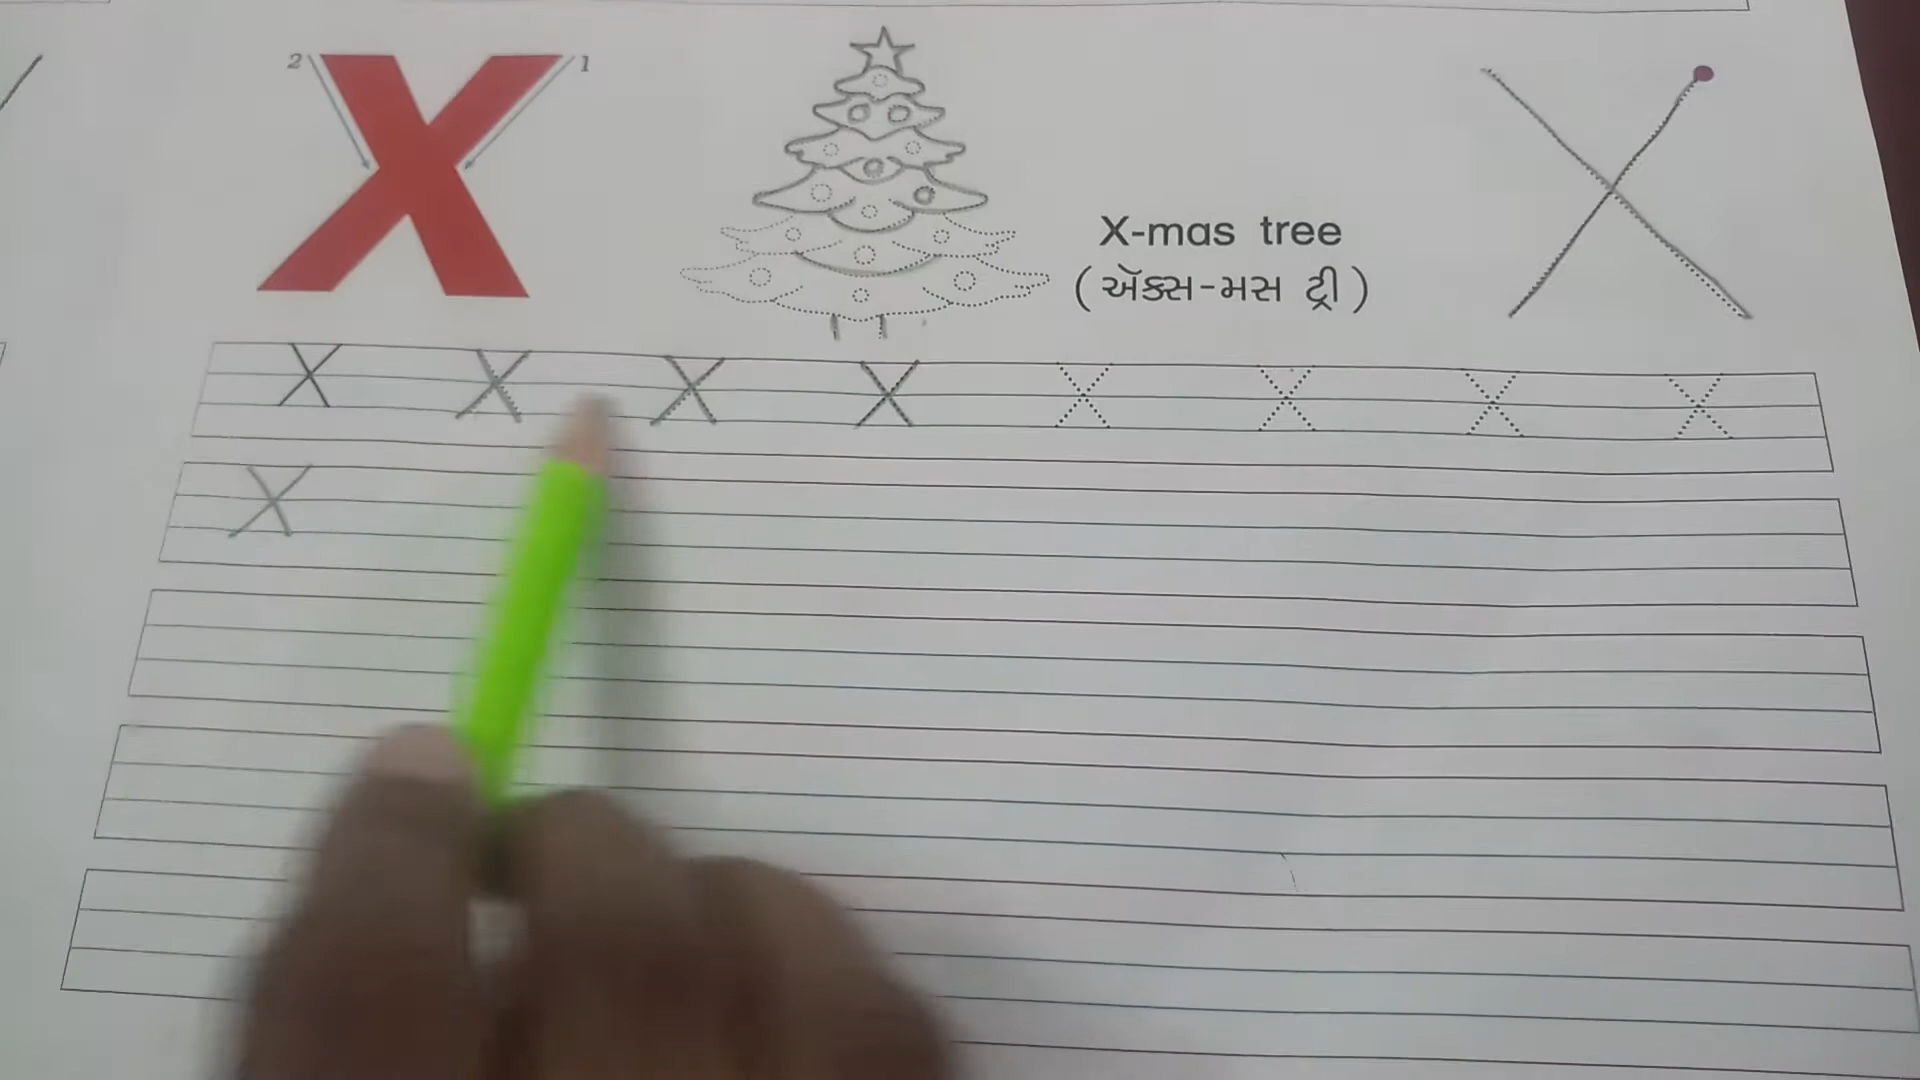 2 X 1
X-mas tree
(ઍક્સ-મસ ટ્રી)
X
X X X X X X X X
X